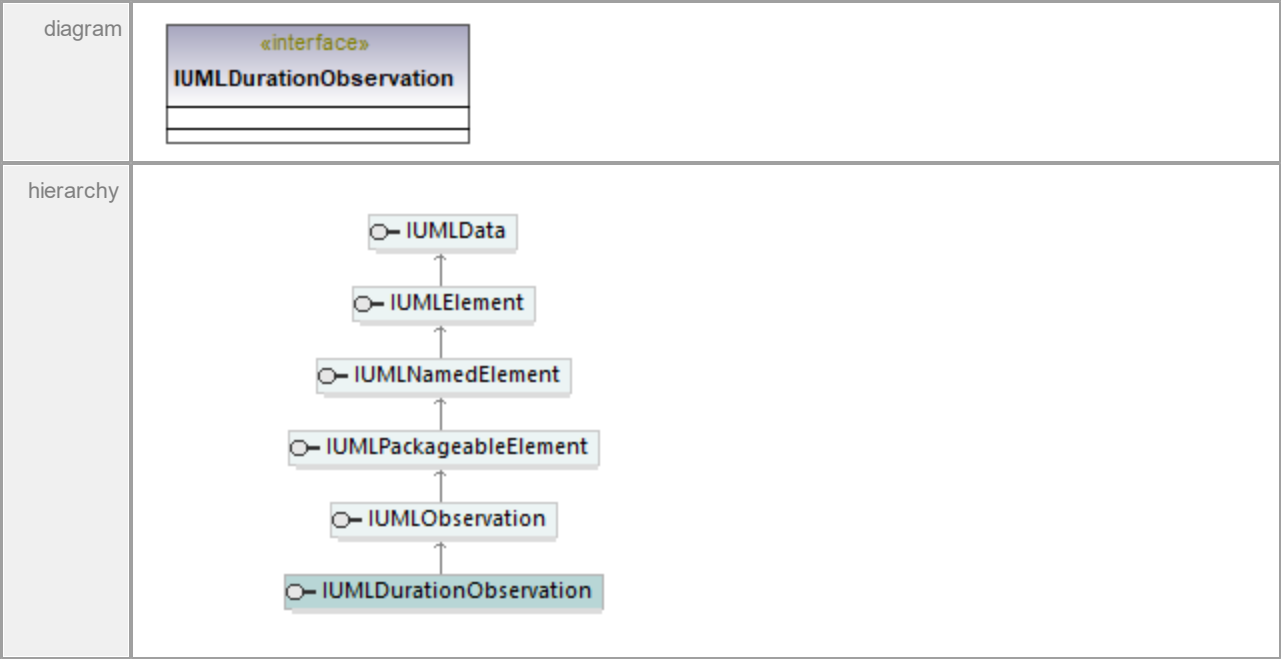 diagram
«interface»
IUMLDurationObservation
hierarchy
IUMLData
IUMLElement
IUMLNamedElement
IUMLPackageableElement
IUMLObservation
IUMLDurationObservation